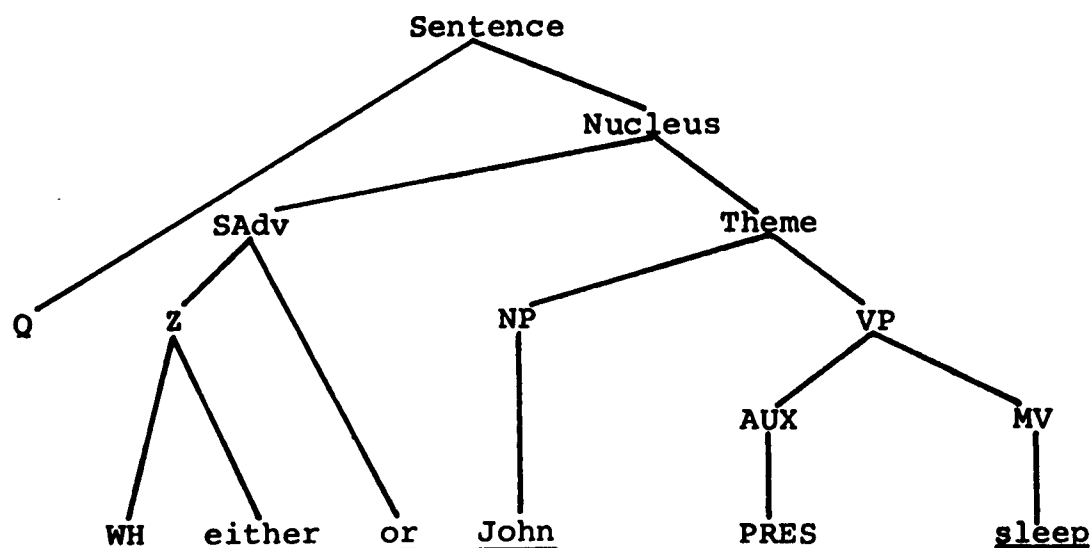 Sentence
Nucleus
SAdv Theme
Q Z NP VP
AUX MV
WH either or John PRES sleep